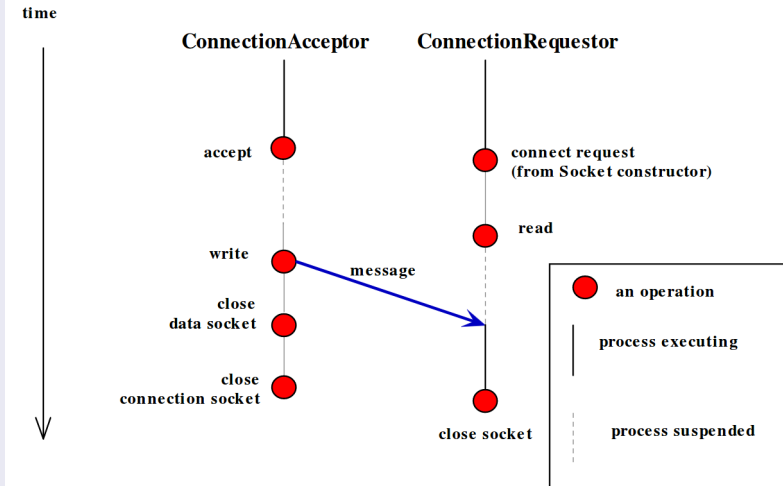 time
ConnectionAcceptor
ConnectionRequestor
accept
connect request
(from Socket constructor)
read
write
message
close
data socket
close
connection socket
close socket
an operation
process executing
process suspended